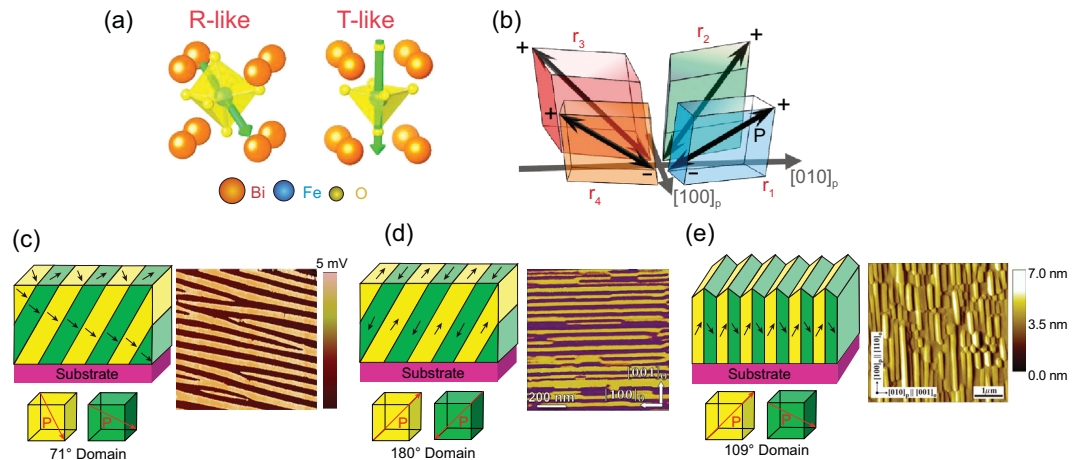 (a)
R-like
T-like
Bi
Fe
O
(b)
r3
r2
+
+
+
+
P
−
−
r4
r1
[100]p
[010]p
(c)
5 mV
Substrate
P
P
71° Domain
(d)
Substrate
200 nm
[001]o
[100]o
P
P
180° Domain
(e)
Substrate
7.0 nm
3.5 nm
0.0 nm
1μm
P
P
109° Domain